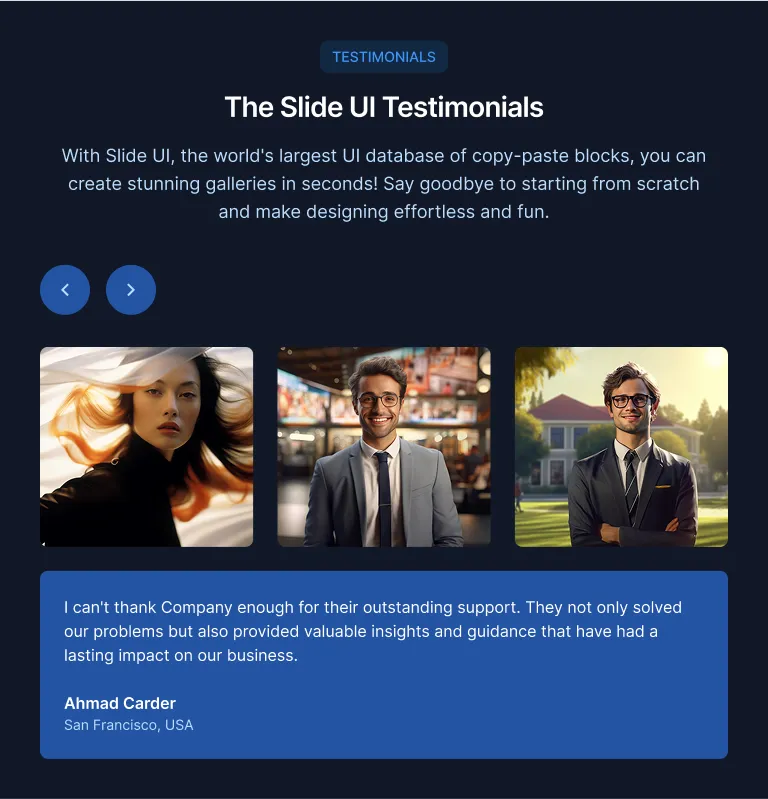 TESTIMONIALS
The Slide UI Testimonials
With Slide UI, the world's largest UI database of copy-paste blocks, you can
create stunning galleries in seconds! Say goodbye to starting from scratch
and make designing effortless and fun.
I can't thank Company enough for their outstanding support. They not only solved
our problems but also provided valuable insights and guidance that have had a
lasting impact on our business.
Ahmad Carder
San Francisco, USA